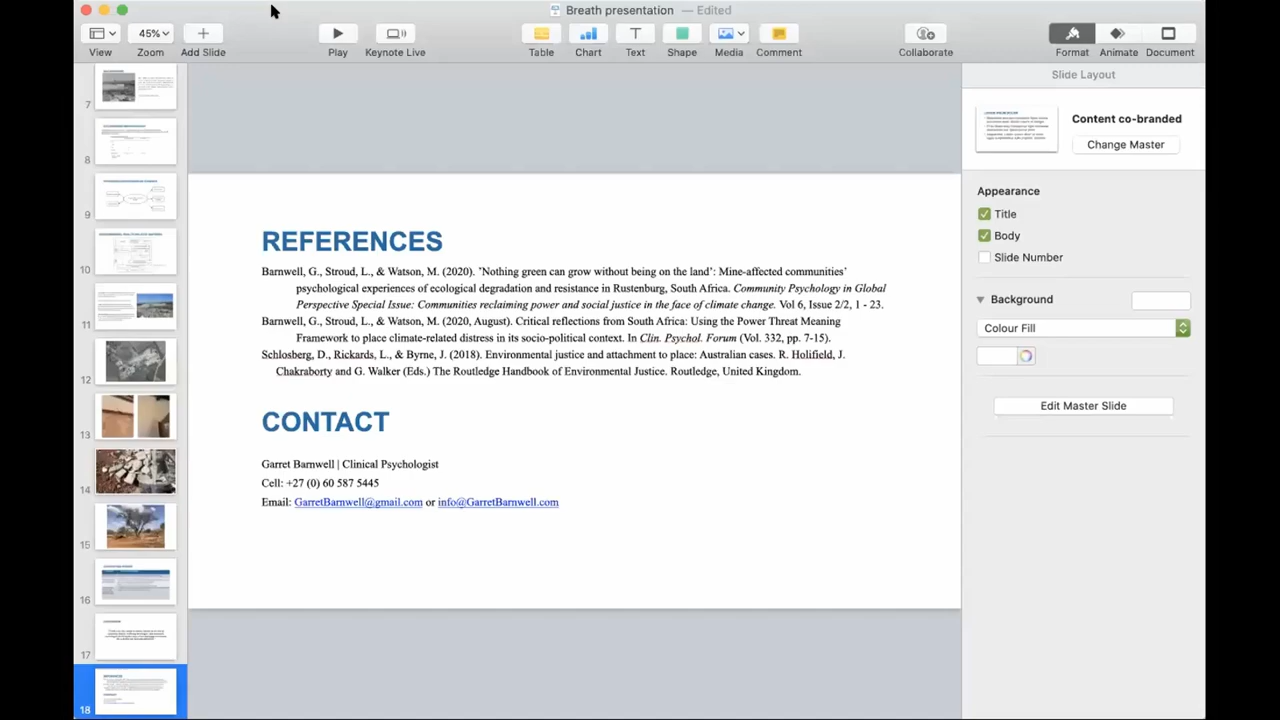 Breath presentation — Edited
45%
View
Zoom
Add Slide
Play
Keynote Live
Table
Chart
Text
Shape
Media
Comment
Collaborate
Format
Animate
Document
7
8
9
10
11
12
13
14
15
16
17
18
REFERENCES
Barnwell, G., Stroud, L., & Watson, M. (2020). 'Nothing green can grow without being on the land': Mine-affected communities'
psychological experiences of ecological degradation and resistance in Rustenburg, South Africa. Community Psychology in Global
Perspective Special Issue: Communities reclaiming power and social justice in the face of climate change. Vol 6, Issue 2/2, 1 - 23.
Barnwell, G., Stroud, L., & Watson, M. (2020, August). Critical reflections from South Africa: Using the Power Threat Meaning
Framework to place climate-related distress in its socio-political context. In Clin. Psychol. Forum (Vol. 332, pp. 7-15).
Schlosberg, D., Rickards, L., & Byrne, J. (2018). Environmental justice and attachment to place: Australian cases. R. Holifield, J.
Chakraborty and G. Walker (Eds.) The Routledge Handbook of Environmental Justice. Routledge, United Kingdom.
CONTACT
Garret Barnwell | Clinical Psychologist
Cell: +27 (0) 60 587 5445
Email: GarretBarnwell@gmail.com or info@GarretBarnwell.com
Slide Layout
Content co-branded
Change Master
Appearance
Title
Body
Slide Number
Background
Colour Fill
Edit Master Slide